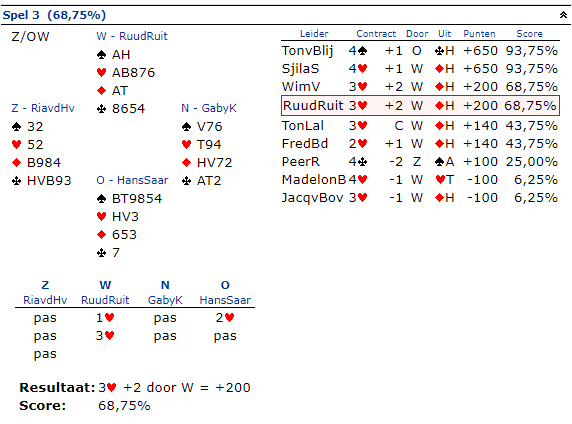 Spel 3 (68,75%)
Z/OW
W - RuudRuit
♠ AH
♥ AB876
♦ AT
♣ 8654
Z - RiavdHv
♠ 32
♥ 52
♦ B984
♣ HVB93
N - GabyK
♠ V76
♥ T94
♦ HV72
♣ AT2
O - HansSaar
♠ BT9854
♥ HV3
♦ 653
♣ 7
Leider Contract Door Uit Punten Score
TonvBlij 4♠ +1 O ♣H +650 93,75%
SjilaS 4♥ +1 W ♦H +650 93,75%
WimV 3♥ +2 W ♦H +200 68,75%
RuudRuit 3♥ +2 W ♦H +200 68,75%
TonLal 3♥ C W ♦H +140 43,75%
FredBd 2♥ +1 W ♦H +140 43,75%
PeerR 4♣ -2 Z ♠A +100 25,00%
MadelonB 4♥ -1 W ♥T -100 6,25%
JacqvBov 3♥ -1 W ♦H -100 6,25%
Z W N O
RiavdHv RuudRuit GabyK HansSaar
pas 1♥ pas 2♥
pas 3♥ pas pas
pas
Resultaat: 3♥ +2 door W = +200
Score: 68,75%